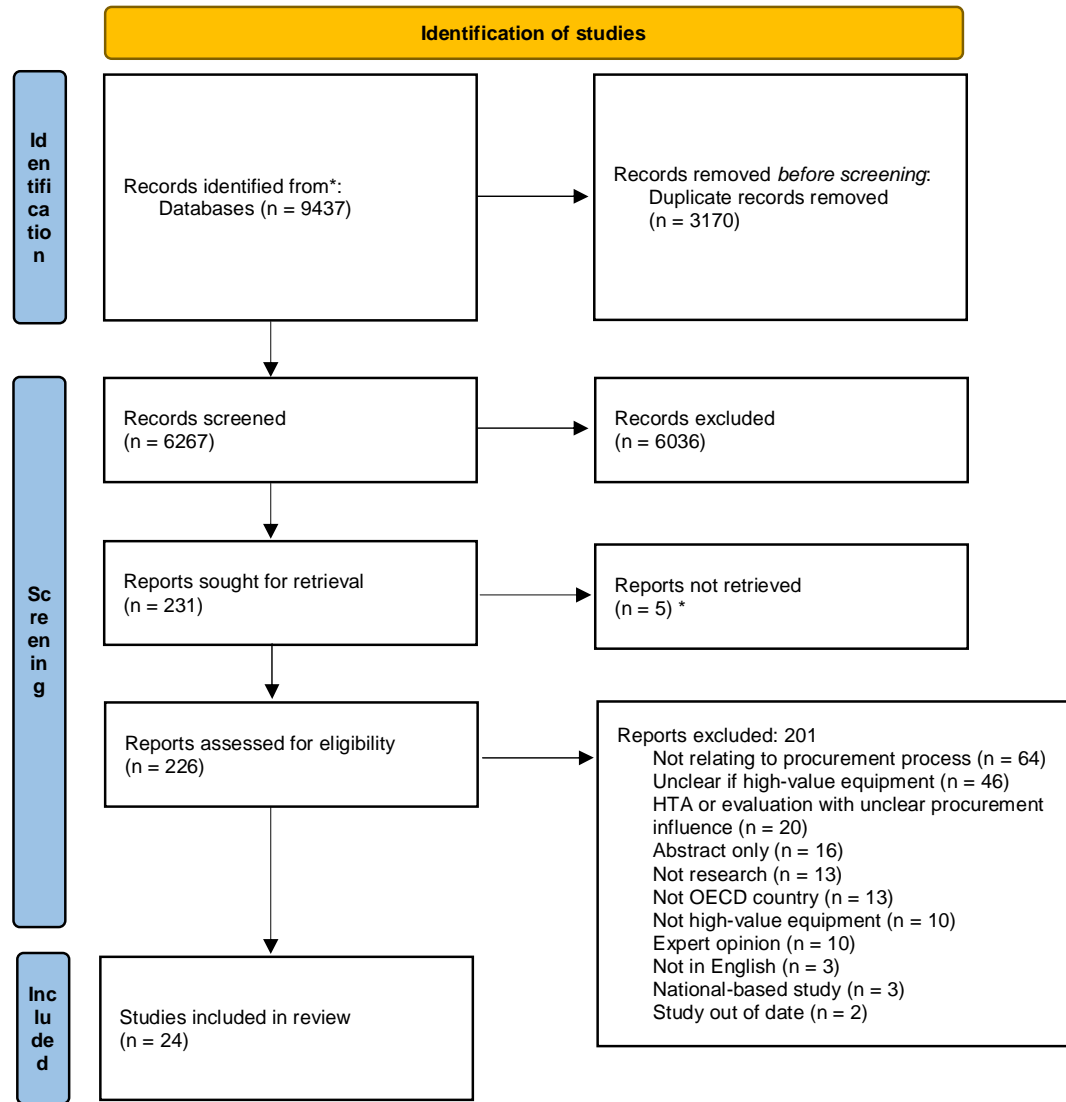 Identification of studies
Id
en
tifi
ca
tio
n
Records identified from*:
Databases (n = 9437)
Records removed before screening:
Duplicate records removed
(n = 3170)
Sc
re
en
in
g
Records screened
(n = 6267)
Records excluded
(n = 6036)
Reports sought for retrieval
(n = 231)
Reports not retrieved
(n = 5) *
Reports assessed for eligibility
(n = 226)
Reports excluded: 201
Not relating to procurement process (n = 64)
Unclear if high-value equipment (n = 46)
HTA or evaluation with unclear procurement
influence (n = 20)
Abstract only (n = 16)
Not research (n = 13)
Not OECD country (n = 13)
Not high-value equipment (n = 10)
Expert opinion (n = 10)
Not in English (n = 3)
National-based study (n = 3)
Study out of date (n = 2)
Inc
lu
de
d
Studies included in review
(n = 24)